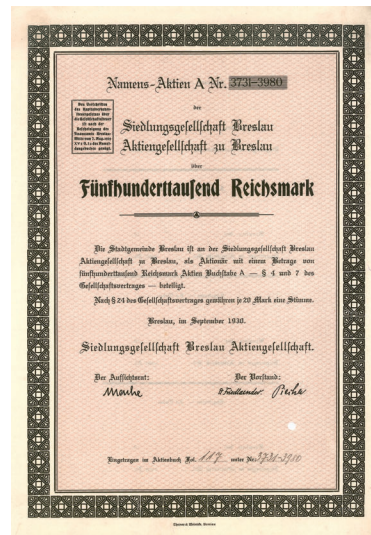 Namens-Aktien A Nr. 3731–3980
der
Siedlungsgesellschaft Breslau
Aktiengesellschaft zu Breslau
über
Fünfhunderttausend Reichsmark
Die Stadtgemeinde Breslau ist an der Siedlungsgesellschaft Breslau
Aktiengesellschaft zu Breslau, als Aktionär mit einem Betrage von
fünfhunderttausend Reichsmark Aktien Buchstabe A — § 4 und 7 des
Gesellschaftsvertrages — beteiligt.
Nach § 24 des Gesellschaftsvertrages gewähren je 20 Mark eine Stimme.
Breslau, im September 1930.
Siedlungsgesellschaft Breslau Aktiengesellschaft.
Der Aufsichtsrat: Der Vorstand:
Eingetragen im Aktienbuch Fol. 117 unter Nr.